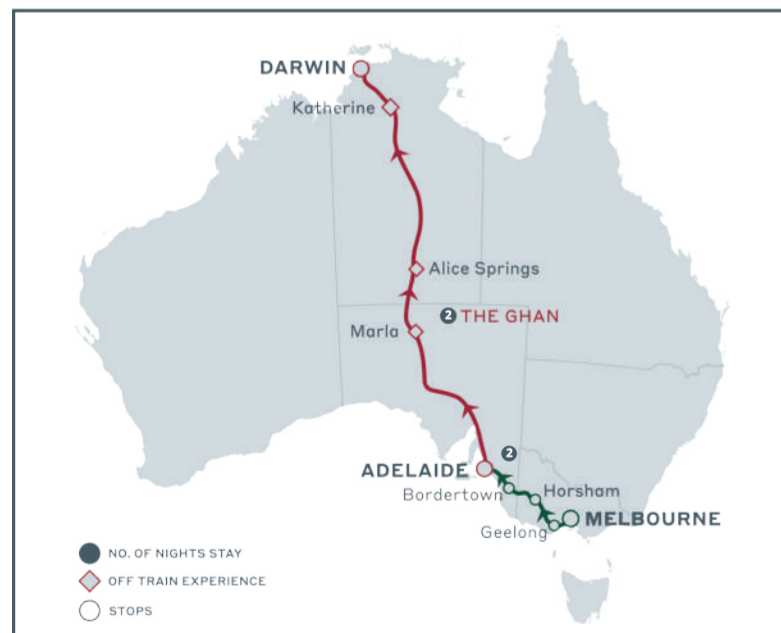 DARWIN
Katherine
Alice Springs
2 THE GHAN
Marla
2
ADELAIDE
Bordertown
Horsham
Geelong
MELBOURNE
NO. OF NIGHTS STAY
OFF TRAIN EXPERIENCE
STOPS